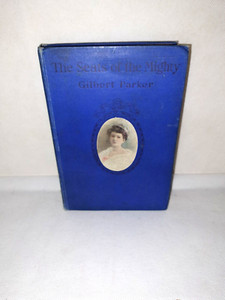 The Seats of the Mighty
Gilbert Parker